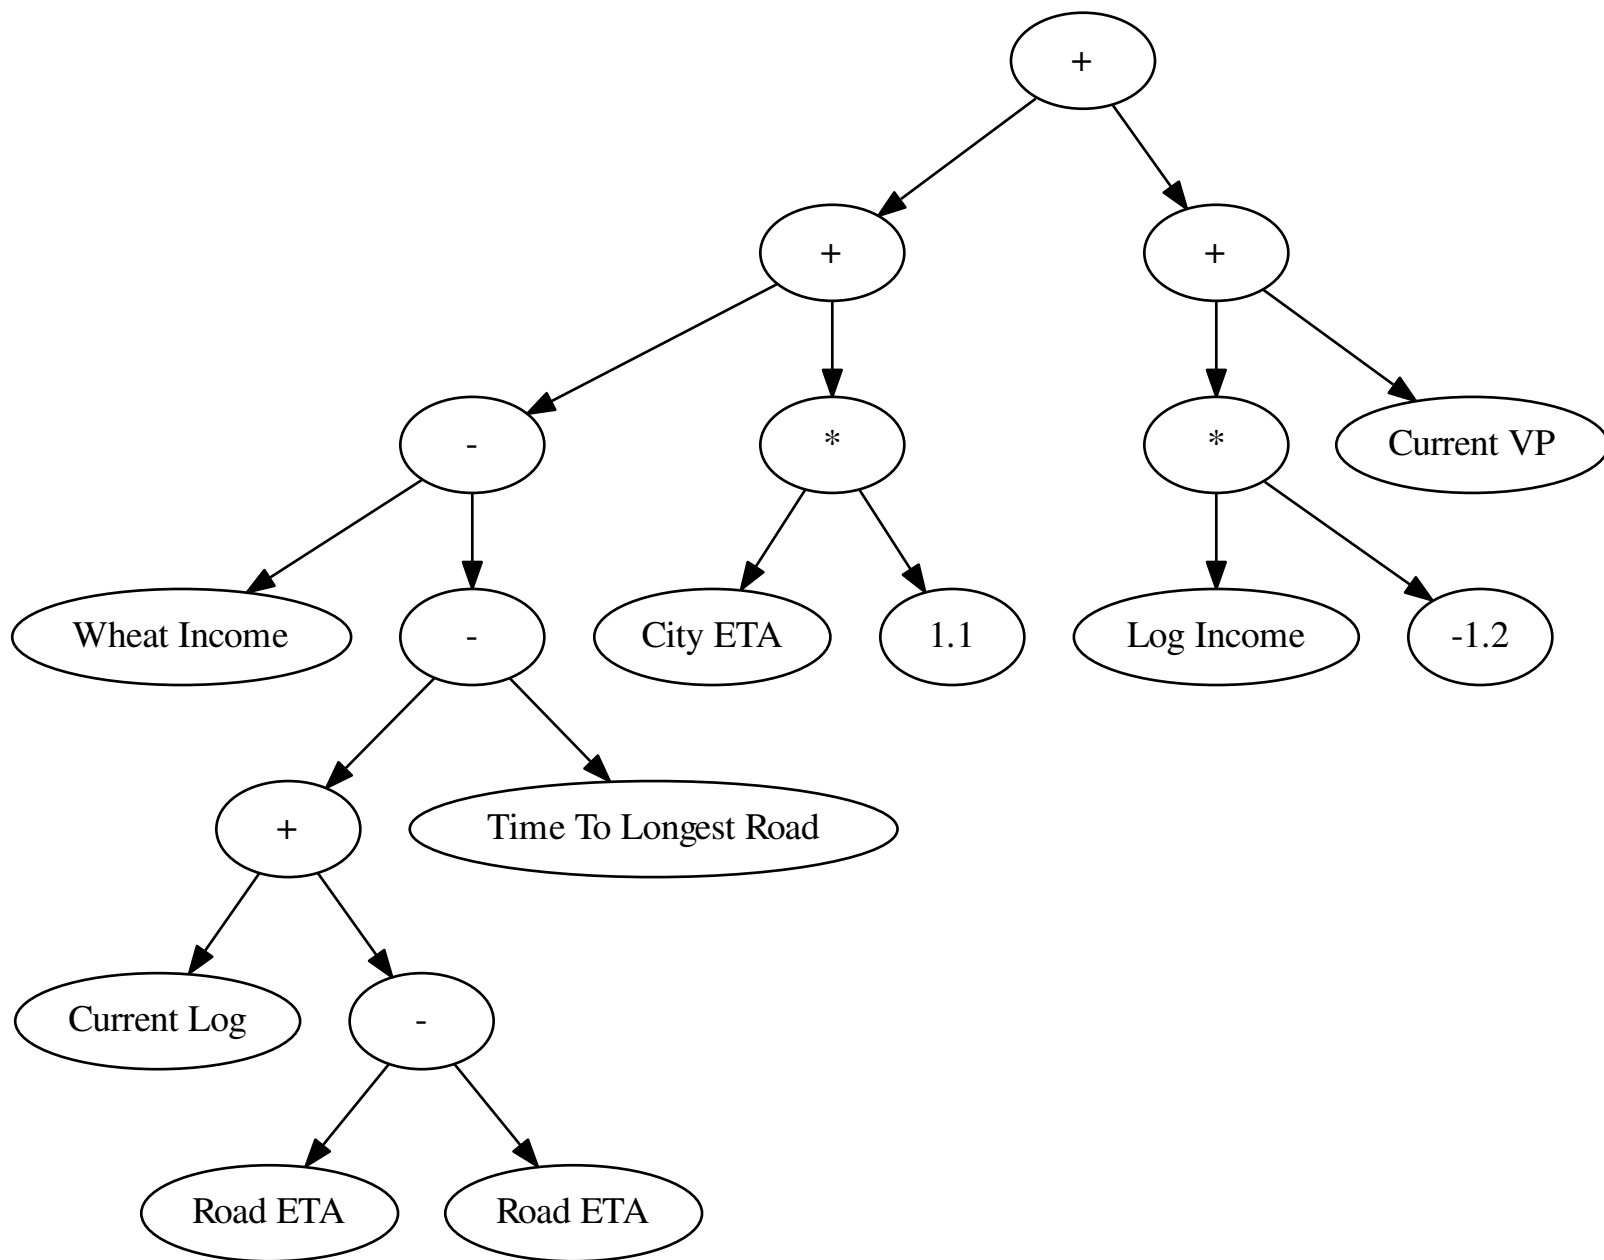 +
+
+
-
*
*
Current VP
Wheat Income
-
City ETA
1.1
Log Income
-1.2
+
Time To Longest Road
Current Log
-
Road ETA
Road ETA